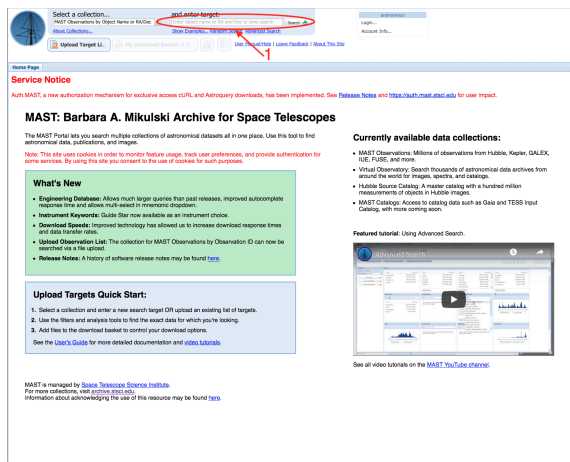 Select a collection...
and enter target:
MAST Observations by Object Name or RA/Dec
Enter object name or RA and Dec to cone search
Search
About Collections...
Show Examples... Random Search Advanced Search
anonymous
Login...
Account Info...
Upload Target Li...
My Download Basket: 0 F...
User Manual/Help | Leave Feedback | About This Site
1
Home Page
Service Notice
Auth.MAST, a new authorization mechanism for exclusive access cURL and Astroquery downloads, has been implemented. See Release Notes and https://auth.mast.stsci.edu for user impact.
MAST: Barbara A. Mikulski Archive for Space Telescopes
The MAST Portal lets you search multiple collections of astronomical datasets all in one place. Use this tool to find
astronomical data, publications, and images.
Note: This site uses cookies in order to monitor feature usage, track user preferences, and provide authentication for
some services. By using this site you consent to the use of cookies for such purposes.
What's New
• Engineering Database: Allows much larger queries than past releases, improved autocomplete
response time and allows multi-select in mnemonic dropdown.
• Instrument Keywords: Guide Star now available as an instrument choice.
• Download Speeds: Improved technology has allowed us to increase download response times
and data transfer rates.
• Upload Observation List: The collection for MAST Observations by Observation ID can now be
searched via a file upload.
• Release Notes: A history of software release notes may be found here.
Upload Targets Quick Start:
1. Select a collection and enter a new search target OR upload an existing list of targets.
2. Use the filters and analysis tools to find the exact data for which you're looking.
3. Add files to the download basket to control your download options.
See the User's Guide for more detailed documentation and video tutorials.
MAST is managed by Space Telescope Science Institute.
For more collections, visit archive.stsci.edu.
Information about acknowledging the use of this resource may be found here.
Currently available data collections:
• MAST Observations: Millions of observations from Hubble, Kepler, GALEX,
IUE, FUSE, and more.
• Virtual Observatory: Search thousands of astronomical data archives from
around the world for images, spectra, and catalogs.
• Hubble Source Catalog: A master catalog with a hundred million
measurements of objects in Hubble images.
• MAST Catalogs: Access to catalog data such as Gaia and TESS Input
Catalog, with more coming soon.
Featured tutorial: Using Advanced Search.
Advanced Search
See all video tutorials on the MAST YouTube channel.